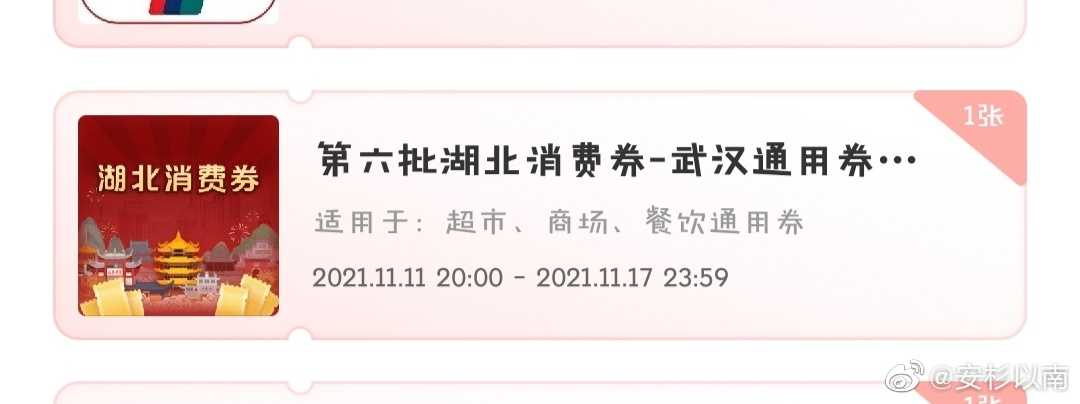 1张
湖北消费券
第六批湖北消费券-武汉通用券…
适用于：超市、商场、餐饮通用券
2021.11.11 20:00 - 2021.11.17 23:59
@安杉以南
1张